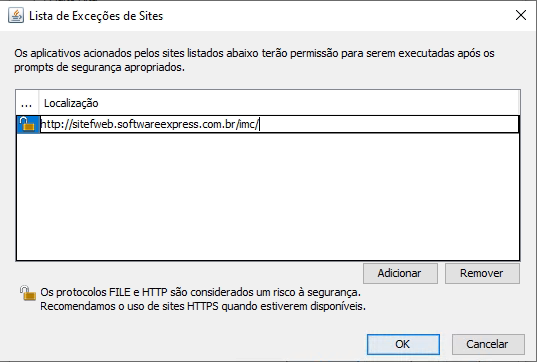 Lista de Exceções de Sites
Os aplicativos acionados pelos sites listados abaixo terão permissão para serem executadas após os
prompts de segurança apropriados.
... Localização
http://sitefweb.softwareexpress.com.br/imc/
Adicionar Remover
Os protocolos FILE e HTTP são considerados um risco à segurança.
Recomendamos o uso de sites HTTPS quando estiverem disponíveis.
OK Cancelar